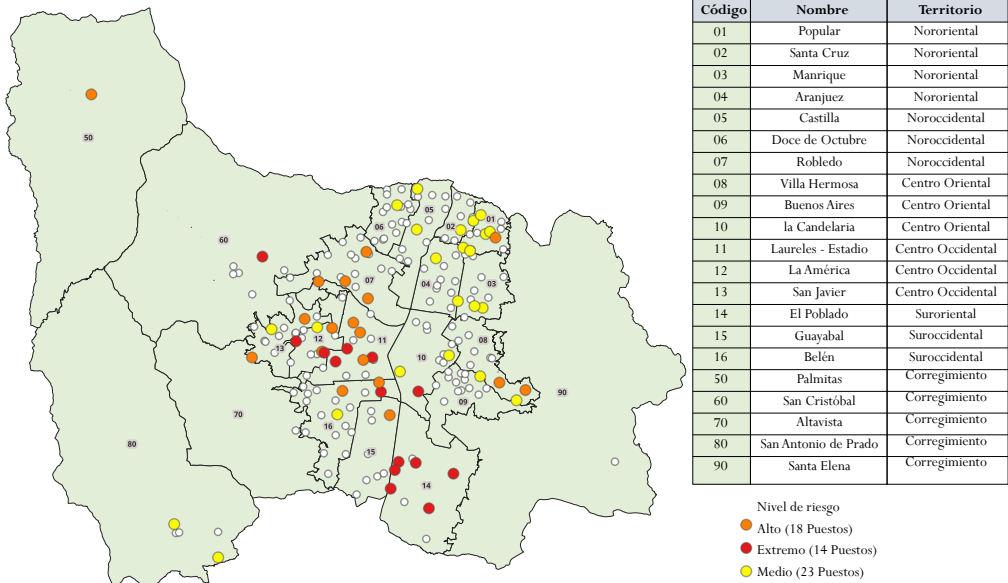 Código Nombre Territorio
01 Popular Nororiental
02 Santa Cruz Nororiental
03 Manrique Nororiental
04 Aranjuez Nororiental
05 Castilla Noroccidental
06 Doce de Octubre Noroccidental
07 Robledo Noroccidental
08 Villa Hermosa Centro Oriental
09 Buenos Aires Centro Oriental
10 la Candelaria Centro Oriental
11 Laureles - Estadio Centro Occidental
12 La América Centro Occidental
13 San Javier Centro Occidental
14 El Poblado Suroriental
15 Guayabal Suroccidental
16 Belén Suroccidental
50 Palmitas Corregimiento
60 San Cristóbal Corregimiento
70 Altavista Corregimiento
80 San Antonio de Prado Corregimiento
90 Santa Elena Corregimiento
Nivel de riesgo
Alto (18 Puestos)
Extremo (14 Puestos)
Medio (23 Puestos)
50
60
05
01
06
02
07
04
03
12
11
08
13
10
09
90
70
16
80
15
14